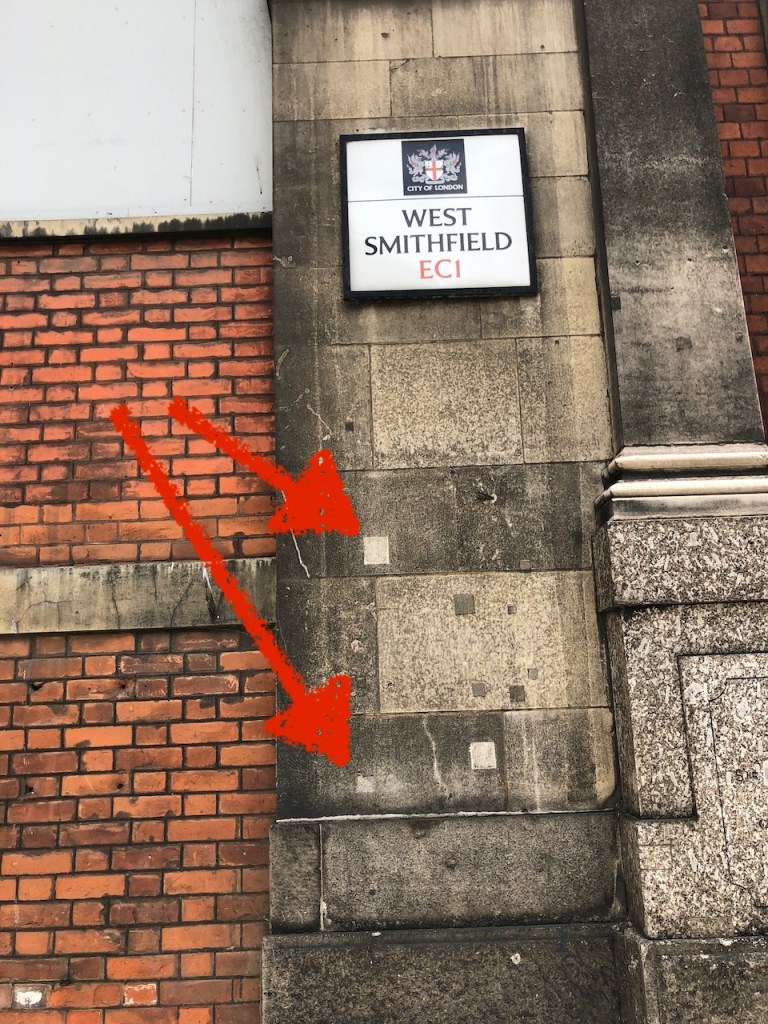 CITY OF LONDON
WEST
SMITHFIELD
EC1